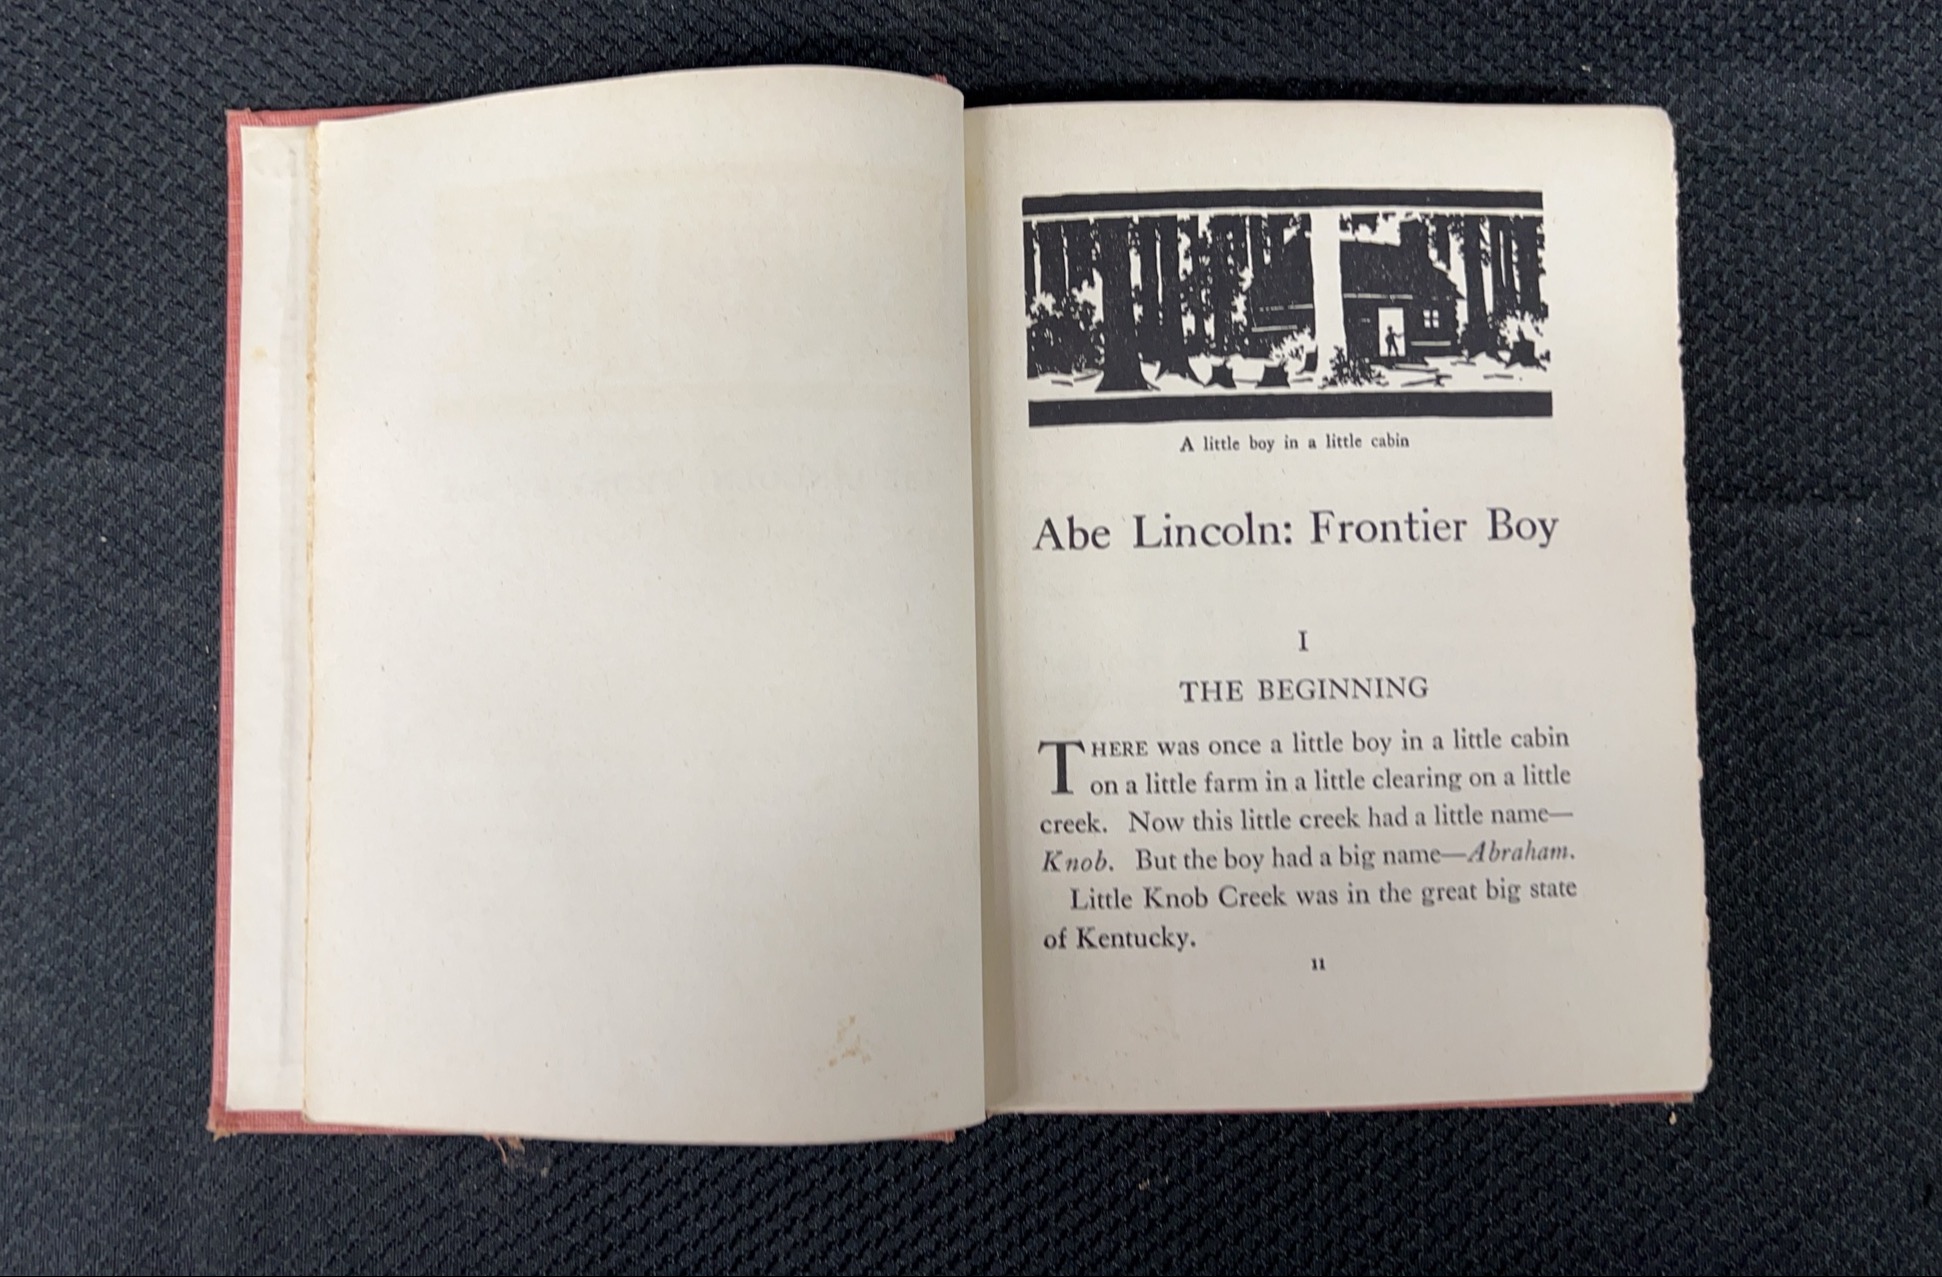 A little boy in a little cabin
Abe Lincoln: Frontier Boy
I
THE BEGINNING
THERE was once a little boy in a little cabin
on a little farm in a little clearing on a little
creek. Now this little creek had a little name—
Knob. But the boy had a big name—Abraham.
Little Knob Creek was in the great big state
of Kentucky.
11